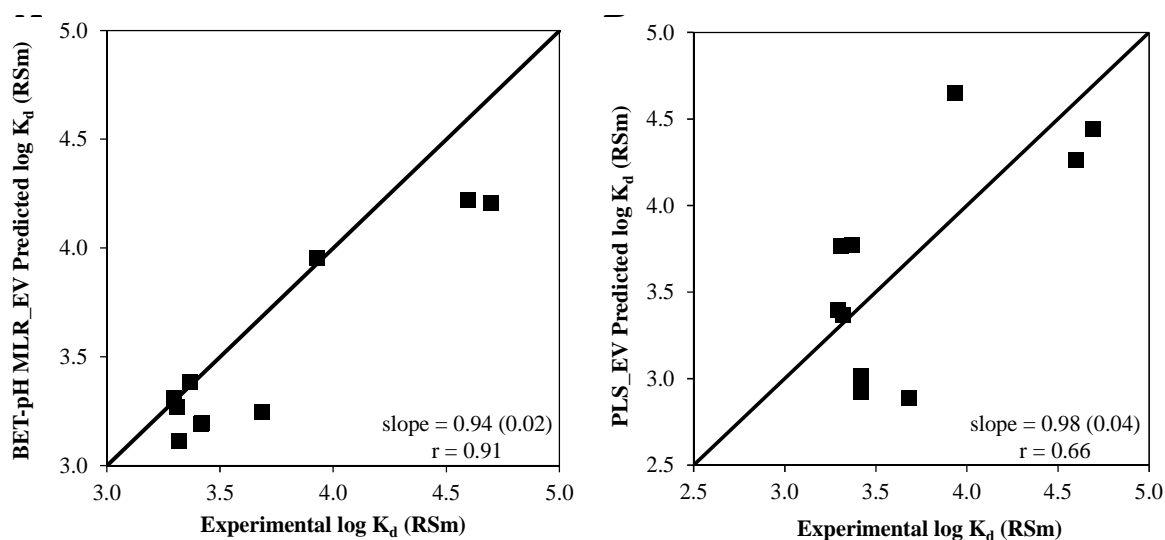 5.0
4.5
4.0
3.5
3.0
3.0
3.5
4.0
4.5
5.0
BET-pH MLR_EV Predicted log K_d (RSm)
Experimental log K_d (RSm)
slope = 0.94 (0.02)
r = 0.91
5.0
4.5
4.0
3.5
3.0
2.5
2.5
3.0
3.5
4.0
4.5
5.0
PLS_EV Predicted log K_d (RSm)
Experimental log K_d (RSm)
slope = 0.98 (0.04)
r = 0.66